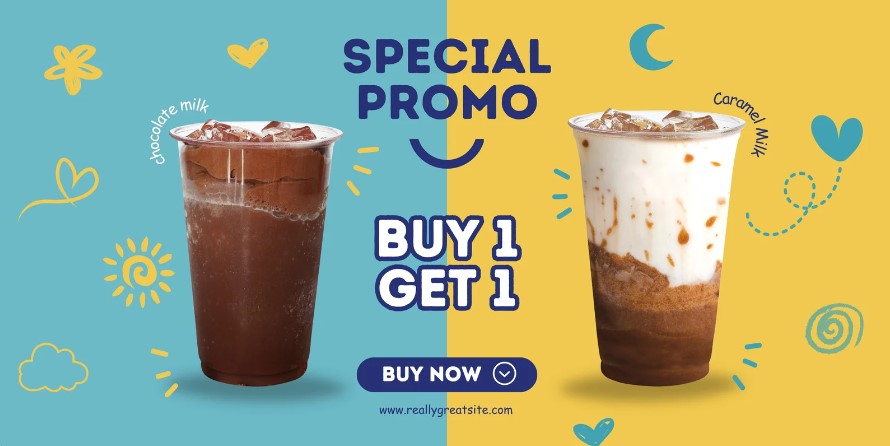 SPECIAL
PROMO
chocolate milk
Caramel Milk
BUY 1
GET 1
BUY NOW
www.reallygreatsite.com